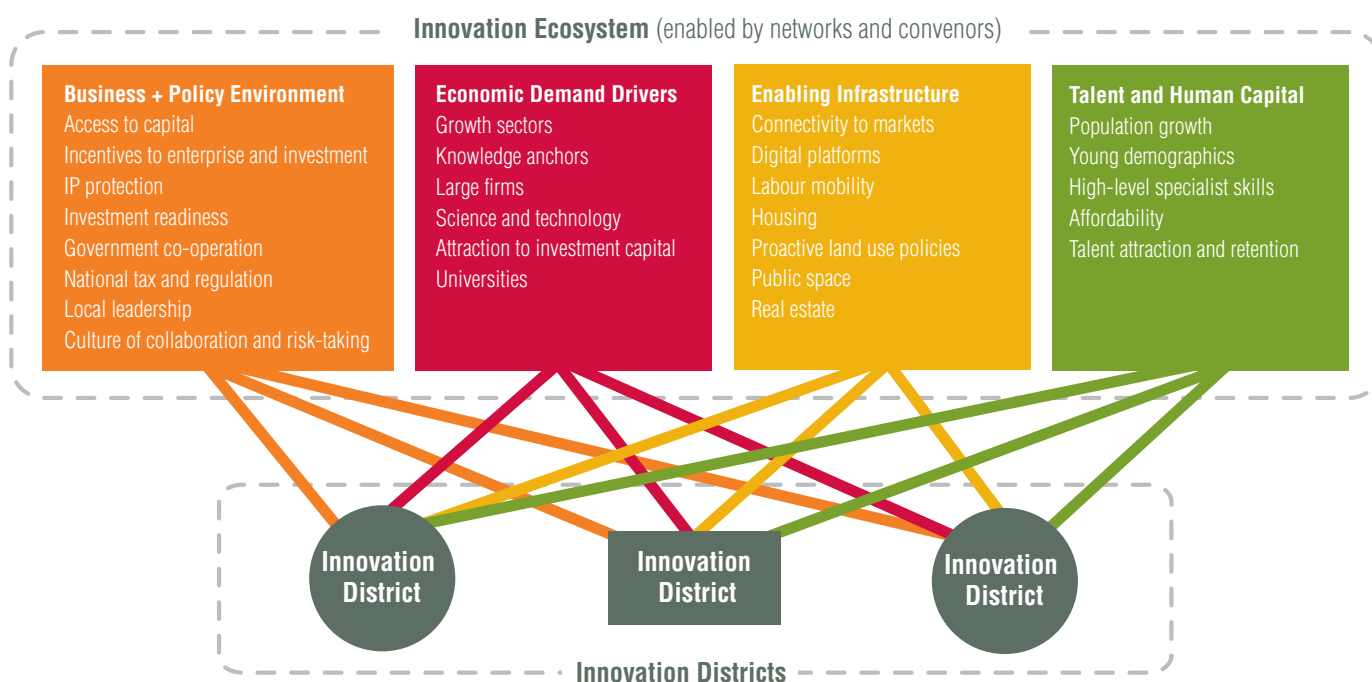 Innovation Ecosystem (enabled by networks and convenors)
Business + Policy Environment
Access to capital
Incentives to enterprise and investment
IP protection
Investment readiness
Government co-operation
National tax and regulation
Local leadership
Culture of collaboration and risk-taking
Economic Demand Drivers
Growth sectors
Knowledge anchors
Large firms
Science and technology
Attraction to investment capital
Universities
Enabling Infrastructure
Connectivity to markets
Digital platforms
Labour mobility
Housing
Proactive land use policies
Public space
Real estate
Talent and Human Capital
Population growth
Young demographics
High-level specialist skills
Affordability
Talent attraction and retention
Innovation
District
Innovation
District
Innovation
District
Innovation Districts